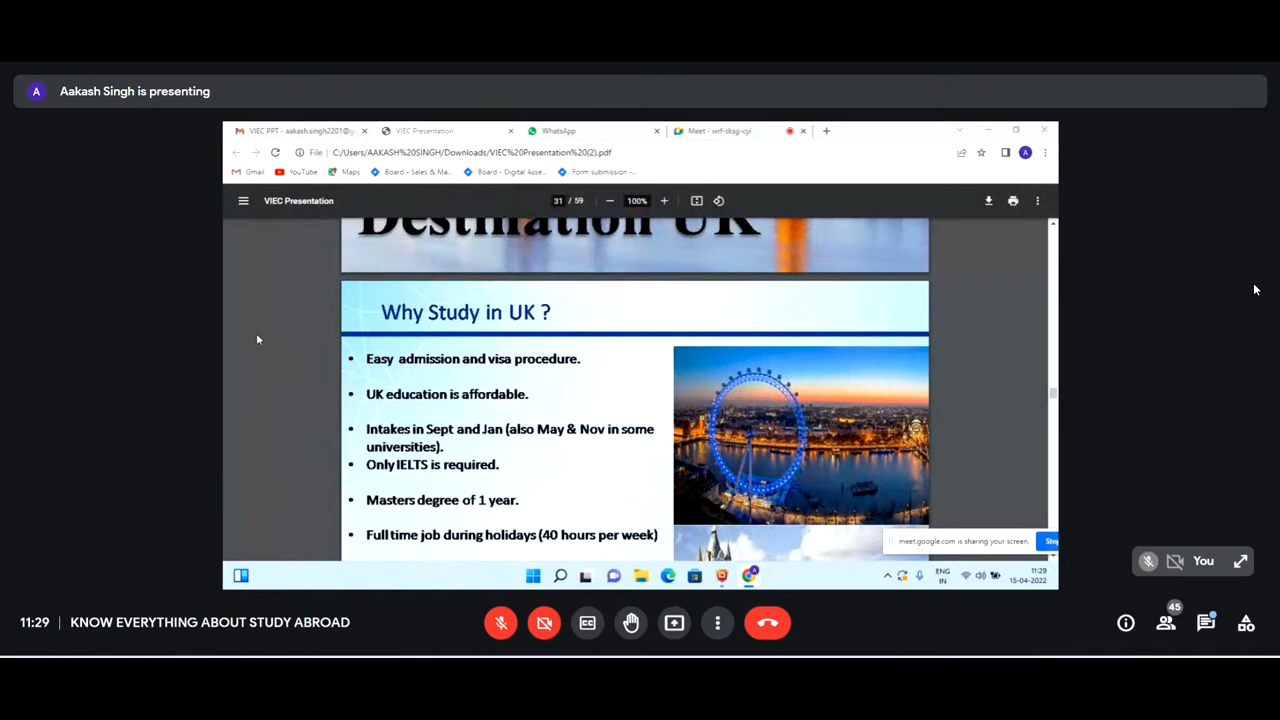 A
Aakash Singh is presenting
VIEC PPT - aakash.singh2201@g
VIEC Presentation
WhatsApp
Meet - wrf-sksg-cyi
File
C:/Users/AAKASH%20SINGH/Downloads/VIEC%20Presentation%20(2).pdf
A
Gmail
YouTube
Maps
Board - Sales & Ma...
Board - Digital Asse...
Form submission -...
VIEC Presentation
31 / 59
100%
Destination UK
Why Study in UK ?
• Easy admission and visa procedure.
• UK education is affordable.
• Intakes in Sept and Jan (also May & Nov in some
universities).
• Only IELTS is required.
• Masters degree of 1 year.
• Full time job during holidays (40 hours per week)
meet.google.com is sharing your screen.
Sto
You
ENG
IN
11:29
15-04-2022
11:29 | KNOW EVERYTHING ABOUT STUDY ABROAD
45